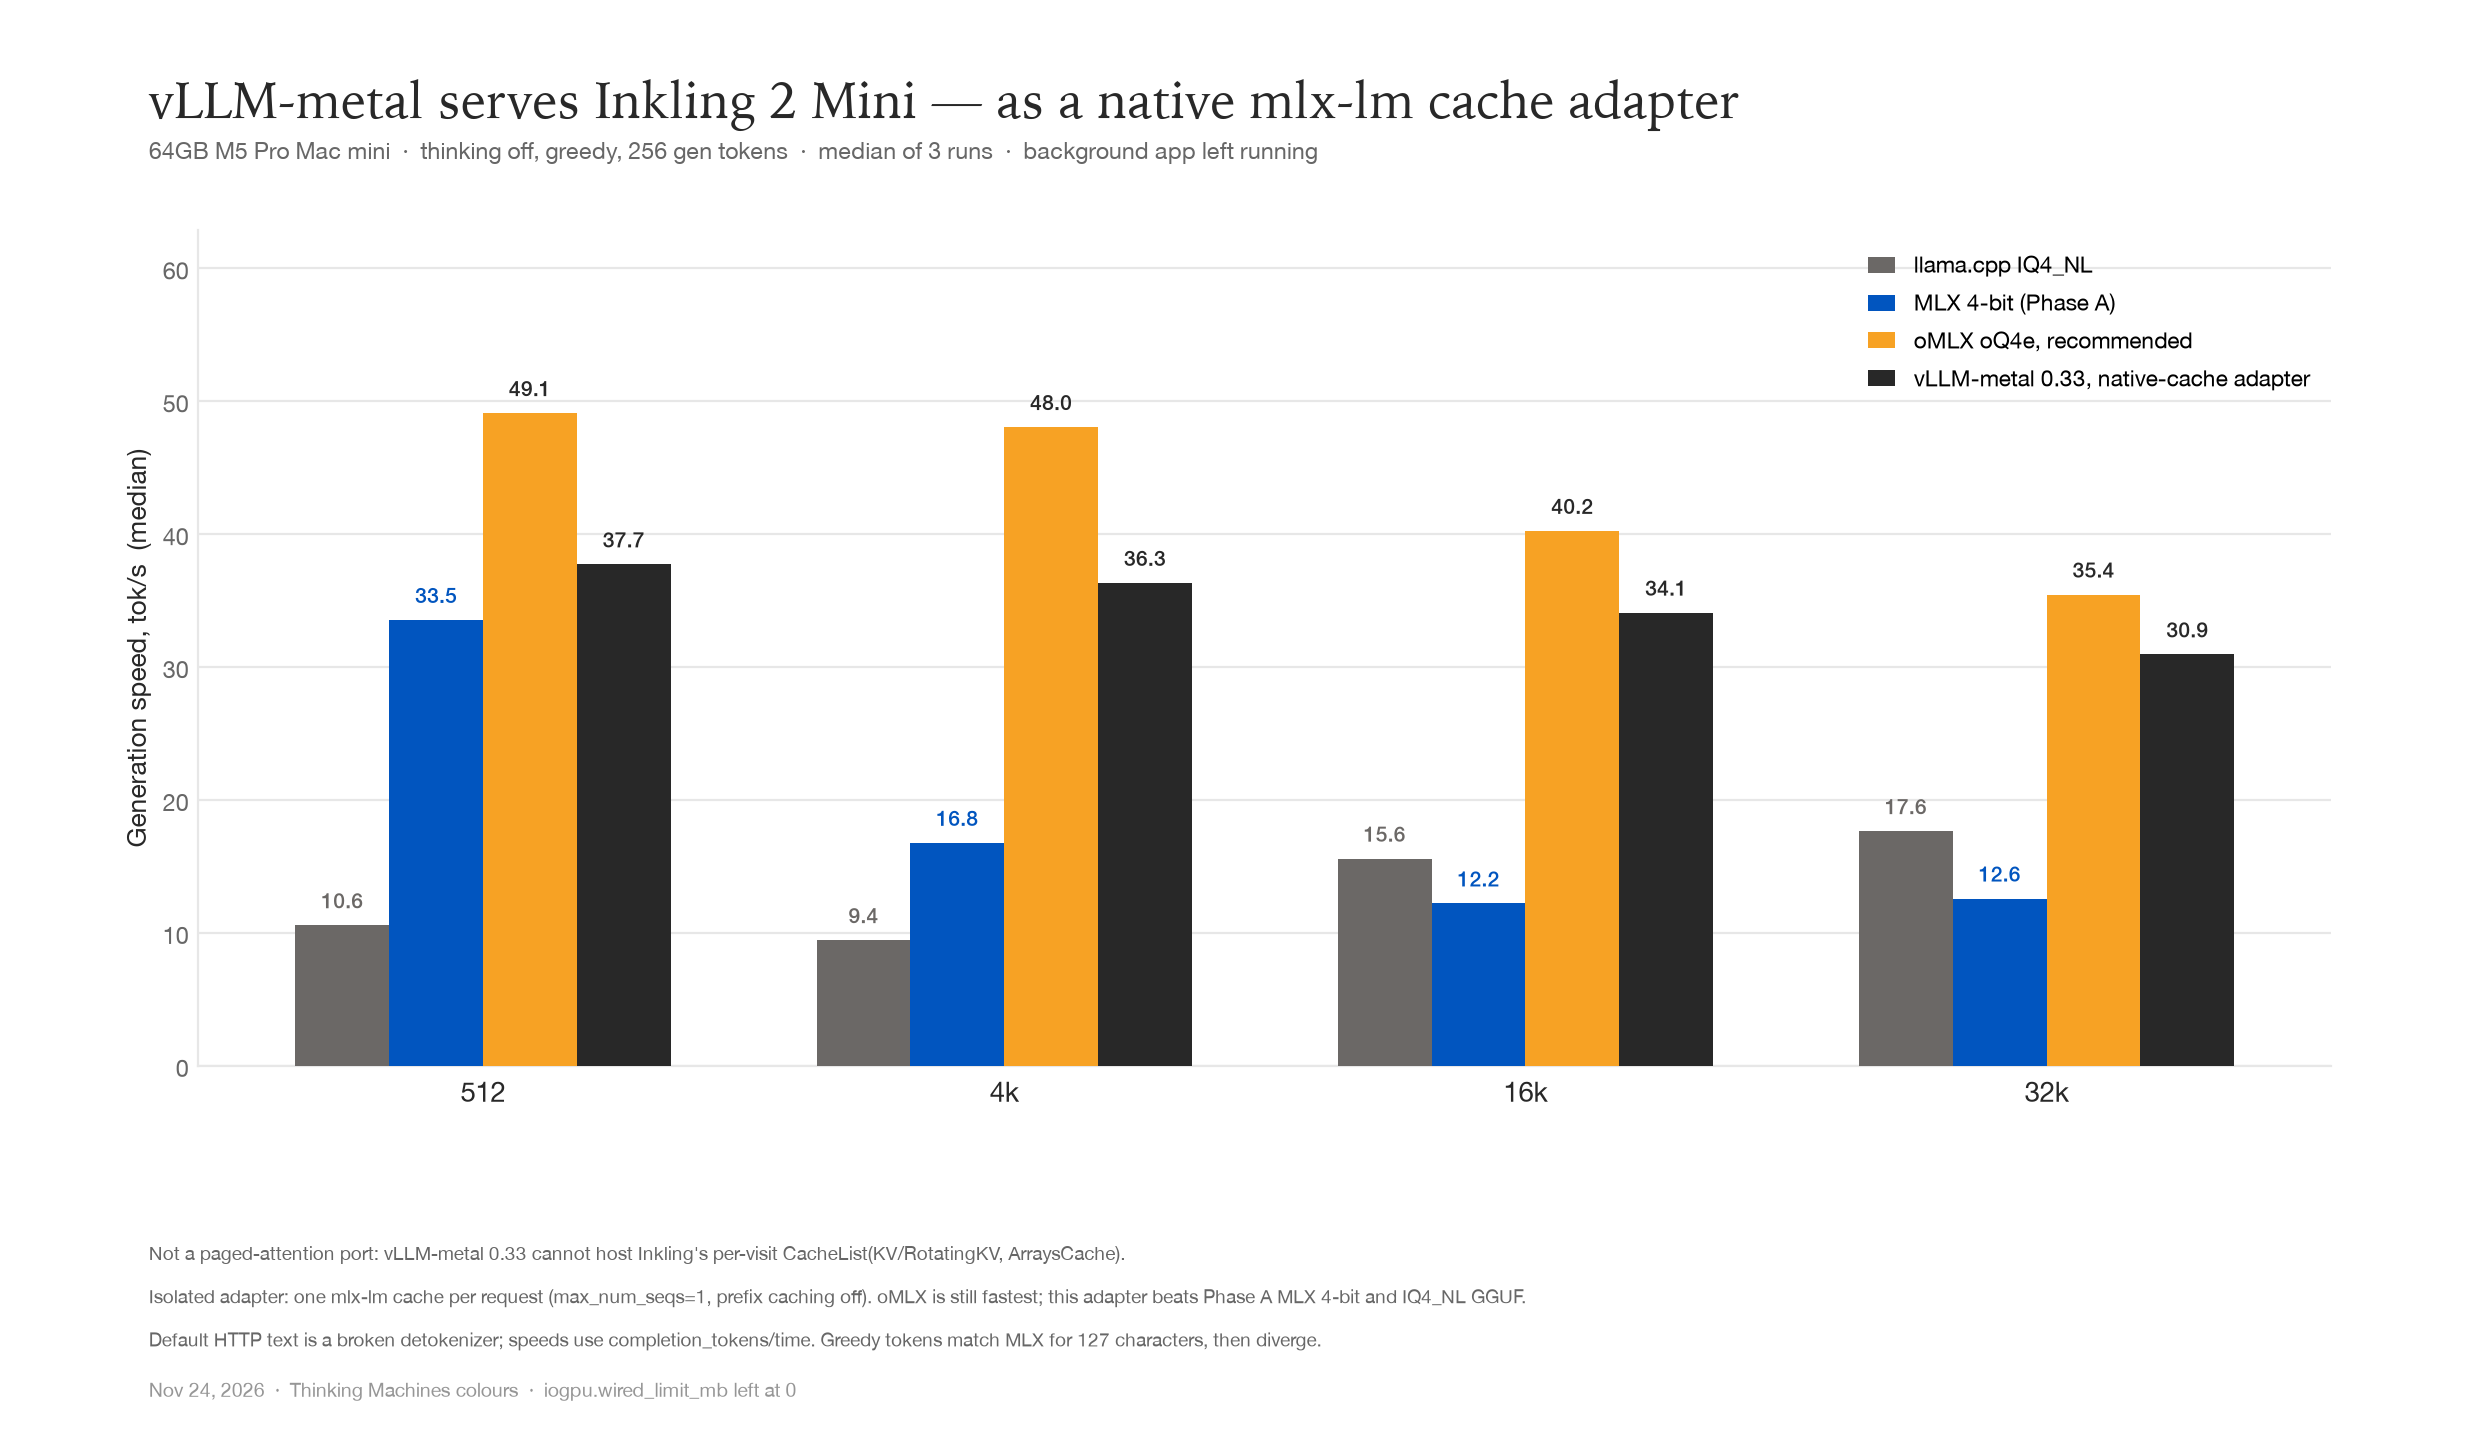 vLLM-metal serves Inkling 2 Mini — as a native mlx-lm cache adapter
64GB M5 Pro Mac mini · thinking off, greedy, 256 gen tokens · median of 3 runs · background app left running
Generation speed, tok/s (median)
60
50
40
30
20
10
0
llama.cpp IQ4_NL
MLX 4-bit (Phase A)
oMLX oQ4e, recommended
vLLM-metal 0.33, native-cache adapter
10.6
33.5
49.1
37.7
9.4
16.8
48.0
36.3
15.6
12.2
40.2
34.1
17.6
12.6
35.4
30.9
512
4k
16k
32k
Not a paged-attention port: vLLM-metal 0.33 cannot host Inkling's per-visit CacheList(KV/RotatingKV, ArraysCache).
Isolated adapter: one mlx-lm cache per request (max_num_seqs=1, prefix caching off). oMLX is still fastest; this adapter beats Phase A MLX 4-bit and IQ4_NL GGUF.
Default HTTP text is a broken detokenizer; speeds use completion_tokens/time. Greedy tokens match MLX for 127 characters, then diverge.
Nov 24, 2026 · Thinking Machines colours · iogpu.wired_limit_mb left at 0